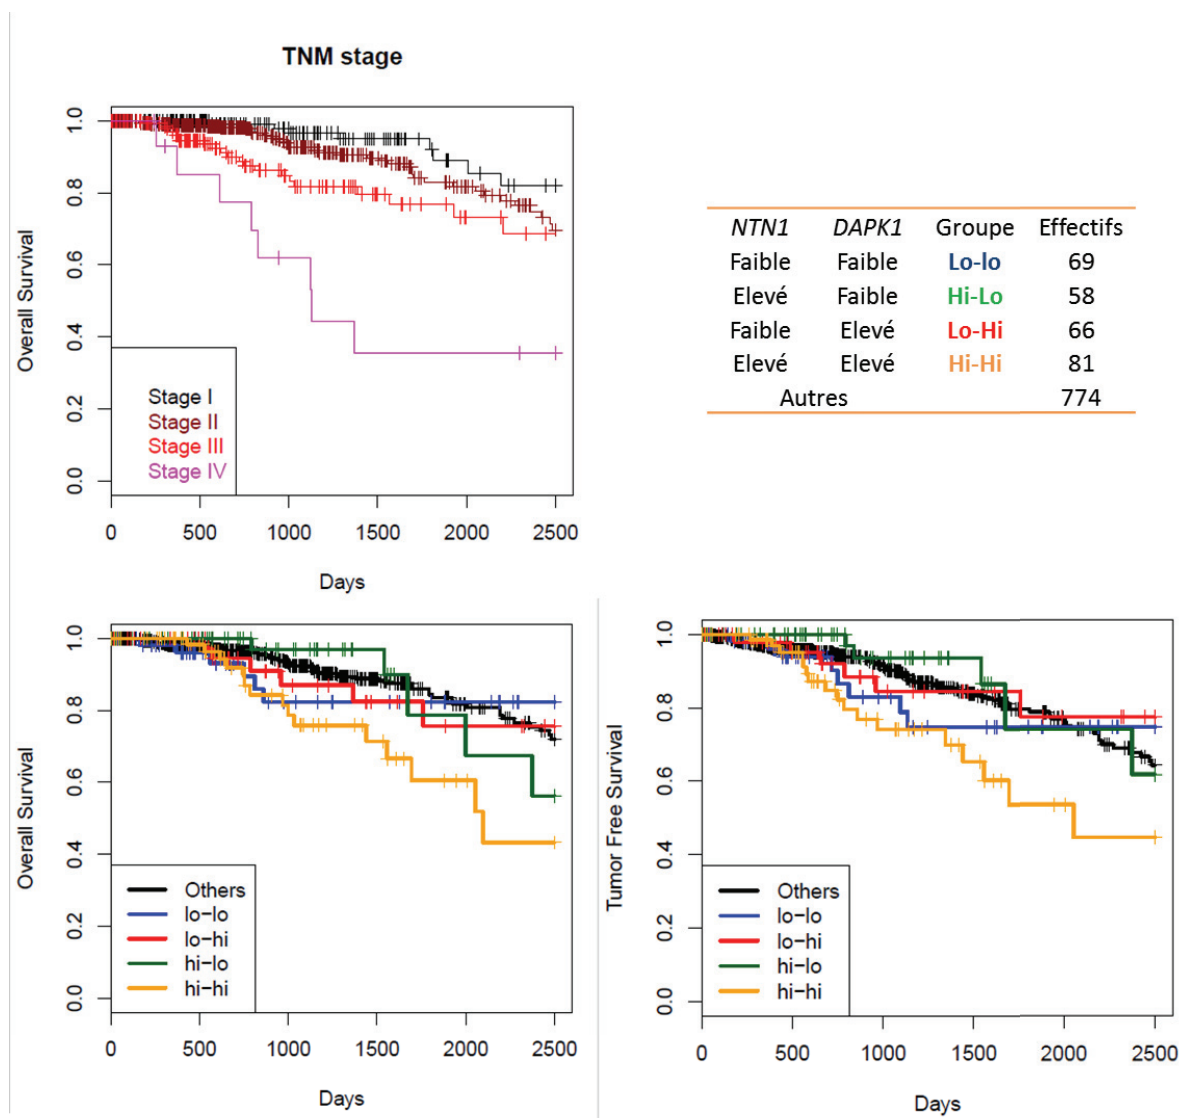 TNM stage
Overall Survival
1.0
0.8
0.6
0.4
0.2
0.0
Stage I
Stage II
Stage III
Stage IV
0 500 1000 1500 2000 2500
Days
NTN1 DAPK1 Groupe Effectifs
Faible Faible Lo-lo 69
Elevé Faible Hi-Lo 58
Faible Elevé Lo-Hi 66
Elevé Elevé Hi-Hi 81
Autres 774
Overall Survival
1.0
0.8
0.6
0.4
0.2
0.0
Others
lo-lo
lo-hi
hi-lo
hi-hi
0 500 1000 1500 2000 2500
Days
Tumor Free Survival
1.0
0.8
0.6
0.4
0.2
0.0
Others
lo-lo
lo-hi
hi-lo
hi-hi
0 500 1000 1500 2000 2500
Days